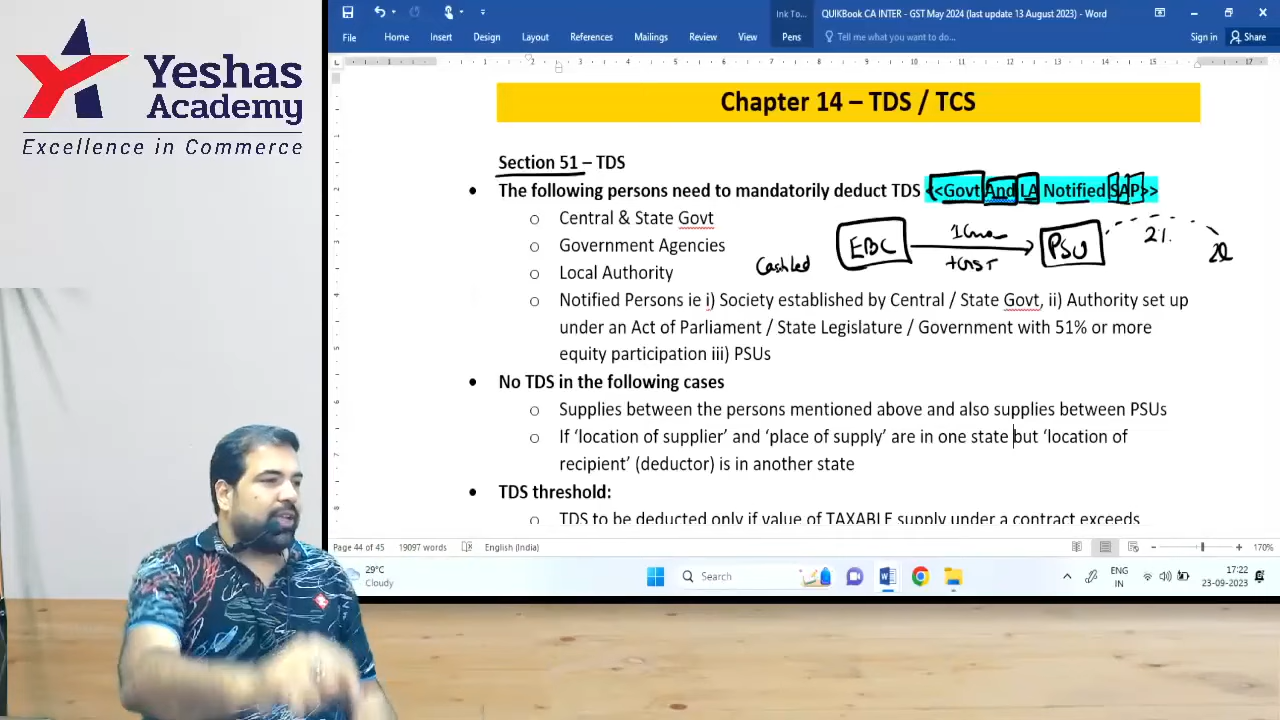 Yeshas
Academy
Excellence in Commerce
Ink To...
QUIKBook CA INTER - GST May 2024 (last update 13 August 2023) - Word
File Home Insert Design Layout References Mailings Review View Pens Tell me what you want to do... Sign in Share
Chapter 14 – TDS / TCS
Section 51 – TDS
• The following persons need to mandatorily deduct TDS <<Govt And LA Notified SAP>>
o Central & State Govt
o Government Agencies
o Local Authority
EBC
+GST
PSU
2%
o Notified Persons ie i) Society established by Central / State Govt, ii) Authority set up
under an Act of Parliament / State Legislature / Government with 51% or more
equity participation iii) PSUs
• No TDS in the following cases
o Supplies between the persons mentioned above and also supplies between PSUs
o If ‘location of supplier’ and ‘place of supply’ are in one state but ‘location of
recipient’ (deductor) is in another state
• TDS threshold:
o TDS to be deducted only if value of TAXABLE supply under a contract exceeds
Page 44 of 45 19097 words English (India) 170%
29°C
Cloudy
Search
ENG
IN
17:22
23-09-2023